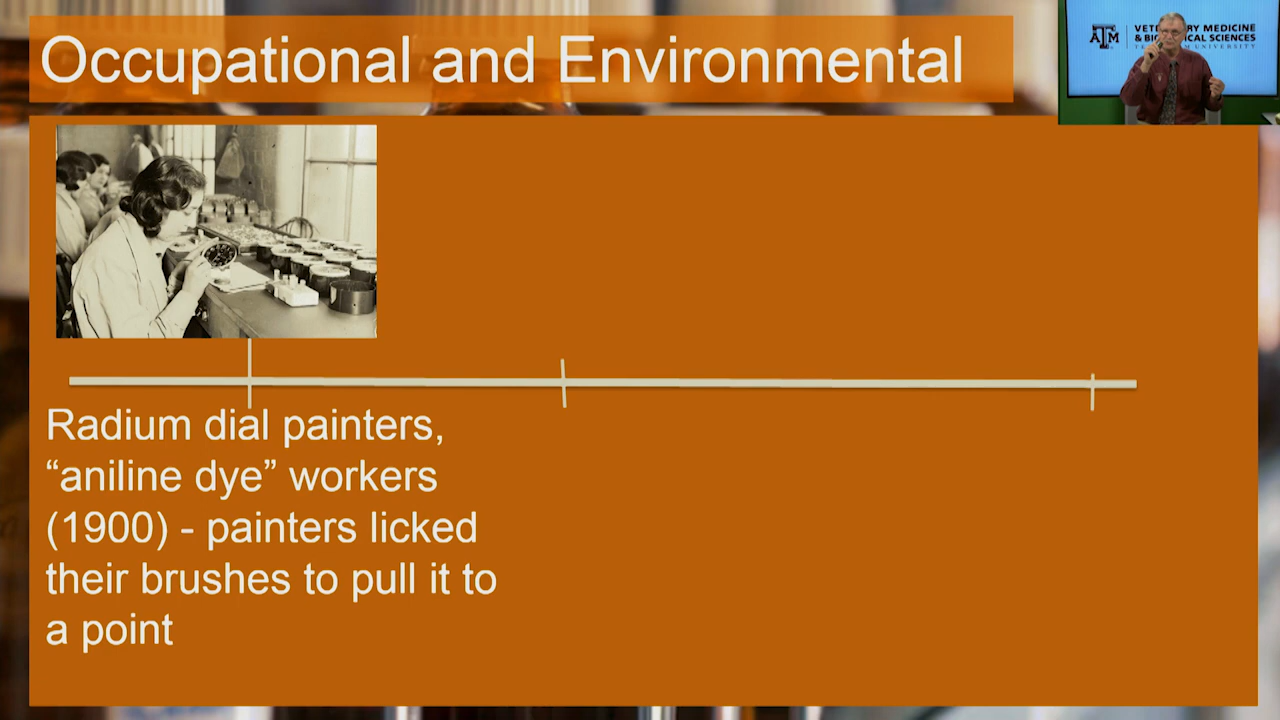 Occupational and Environmental
ĀM VETERINARY MEDICINE
& BIOMEDICAL SCIENCES
Radium dial painters,
“aniline dye” workers
(1900) - painters licked
their brushes to pull it to
a point